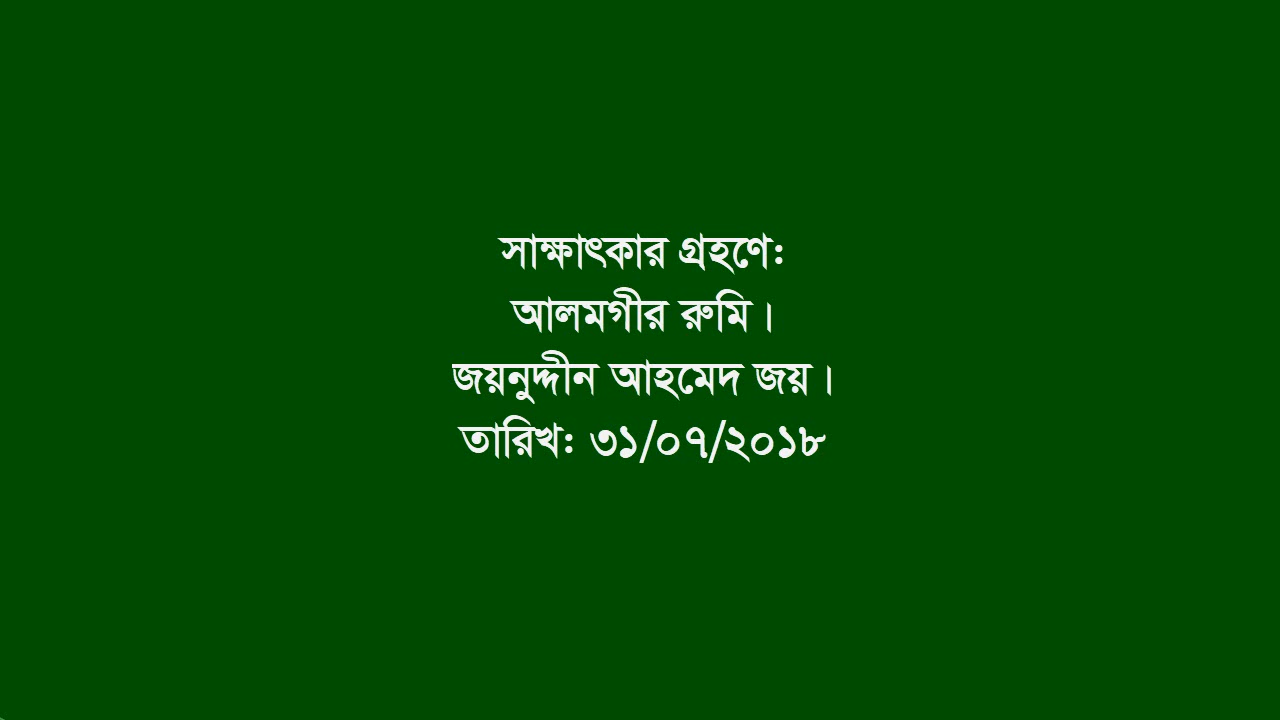 সাক্ষাৎকার গ্রহণে:
আলমগীর রুমি।
জয়নুদ্দীন আহমেদ জয়।
তারিখ: ৩১/০৭/২০১৮